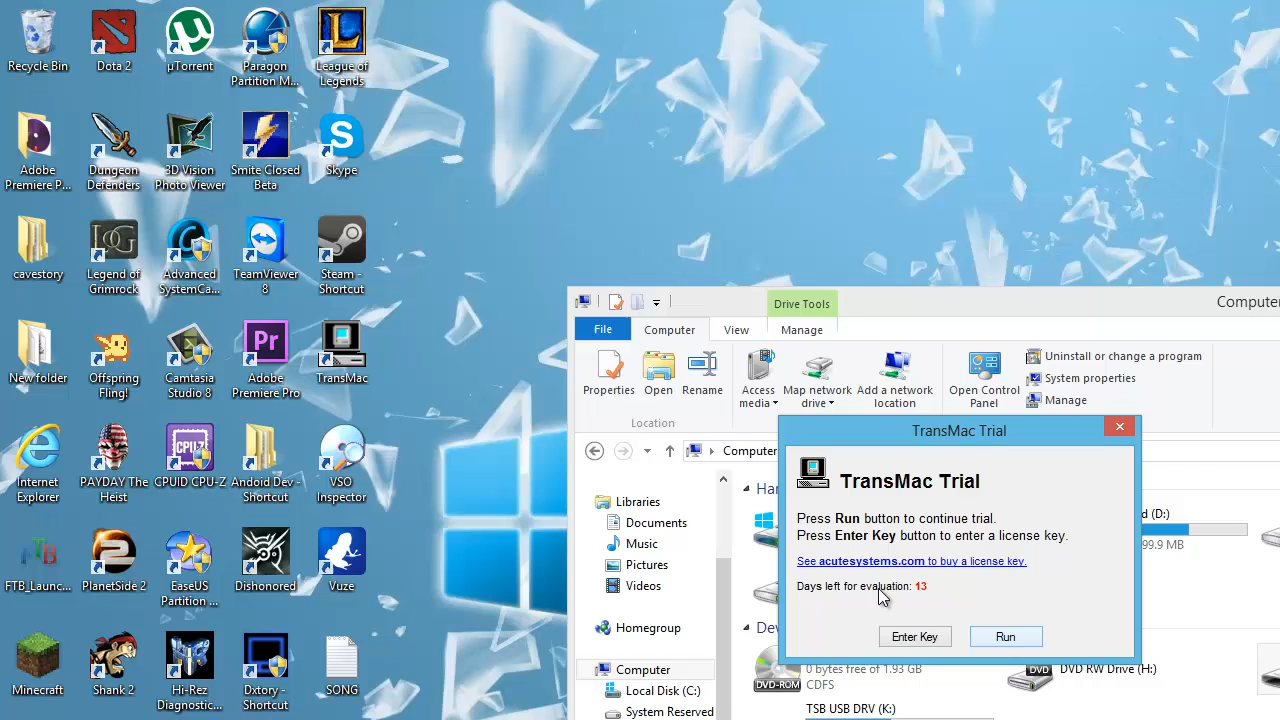 Recycle Bin
Dota 2
µTorrent
Paragon
Partition M...
League of
Legends
Adobe
Premiere P...
Dungeon
Defenders
3D Vision
Photo Viewer
Smite Closed
Beta
Skype
cavestory
Legend of
Grimrock
Advanced
SystemCa...
TeamViewer
8
Steam -
Shortcut
New folder
Offspring
Fling!
Camtasia
Studio 8
Adobe
Premiere Pro
TransMac
Internet
Explorer
PAYDAY The
Heist
CPUID CPU-Z
Andoid Dev -
Shortcut
VSO
Inspector
FTB_Launc...
PlanetSide 2
EaseUS
Partition ...
Dishonored
Vuze
Minecraft
Shank 2
Hi-Rez
Diagnostic...
Dxtory -
Shortcut
SONG
Drive Tools
Compute
File
Computer
View
Manage
Properties
Open
Rename
Location
Access
media
Map network
drive
Add a network
location
Open Control
Panel
Uninstall or change a program
System properties
Manage
Computer
Libraries
Documents
Music
Pictures
Videos
Homegroup
Computer
Local Disk (C:)
System Reserved
Har
d (D:)
99.9 MB
Dev
0 bytes free of 1.93 GB
CDFS
DVD-ROM
DVD
DVD RW Drive (H:)
TSB USB DRV (K:)
TransMac Trial
TransMac Trial
Press Run button to continue trial.
Press Enter Key button to enter a license key.
See acutesystems.com to buy a license key.
Days left for evaluation: 13
Enter Key
Run